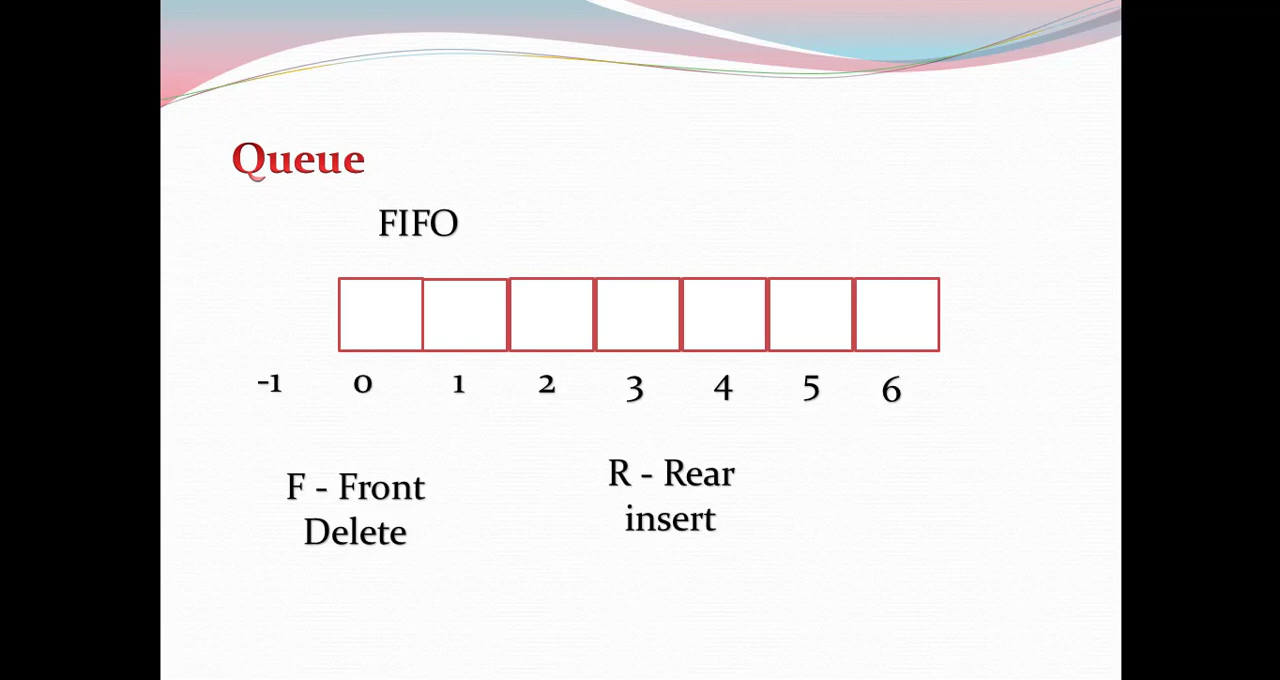 Queue
FIFO
-1 0 1 2 3 4 5 6
F - Front
Delete
R - Rear
insert